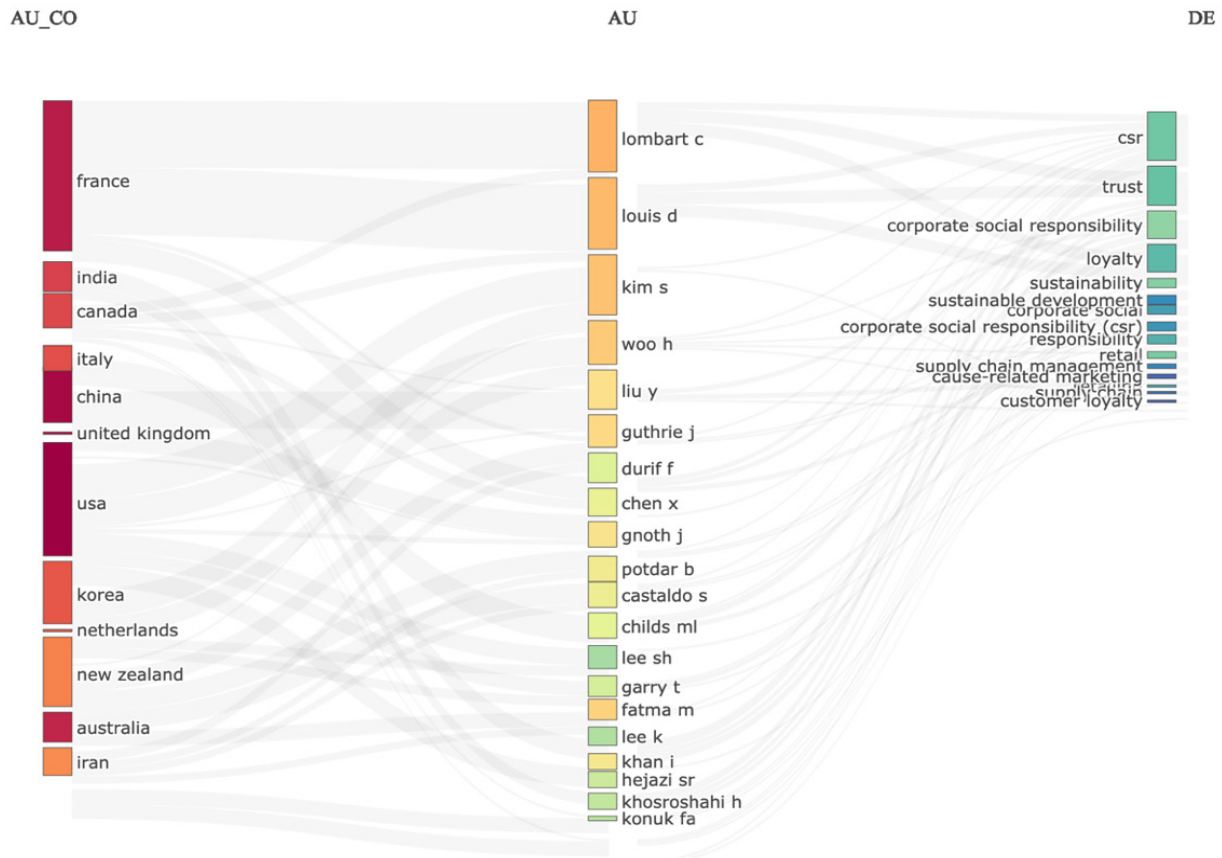 AU_CO
AU
DE
france
india
canada
italy
china
united kingdom
usa
korea
netherlands
new zealand
australia
iran
lombart c
louis d
kim s
woo h
liu y
guthrie j
durif f
chen x
gnoth j
potdar b
castaldo s
childs ml
lee sh
garry t
fatma m
lee k
khan i
hejazi sr
khosroshahi h
konuk fa
csr
trust
corporate social responsibility
loyalty
sustainability
sustainable development
corporate social
corporate social responsibility (csr)
responsibility
retail
supply chain management
cause-related marketing
supply chain
customer loyalty